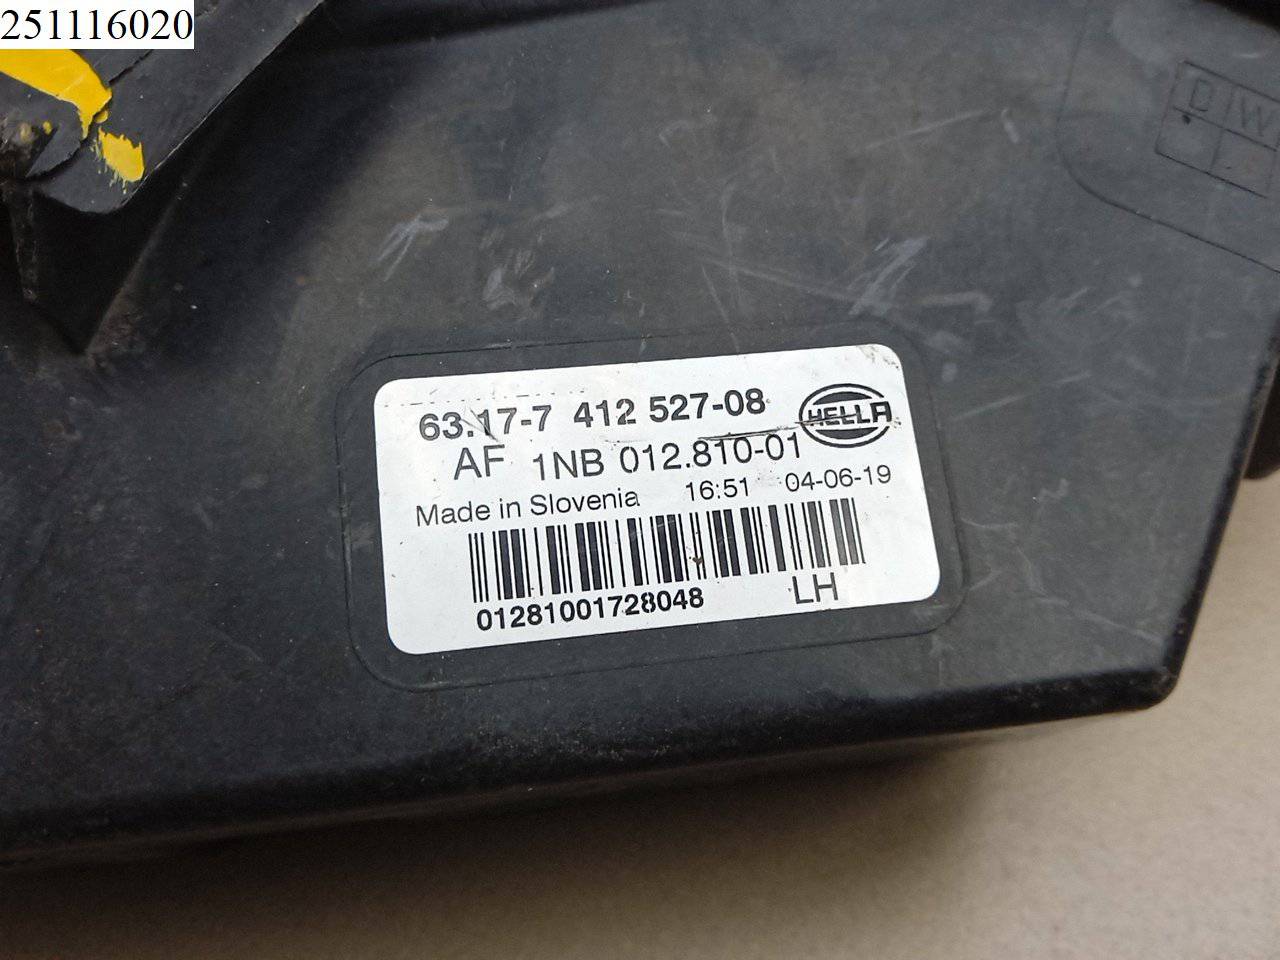 251116020
D W
63.17-7 412 527-08 HELLA
AF 1NB 012.810-01
Made in Slovenia 16:51 04-06-19
01281001728048 LH